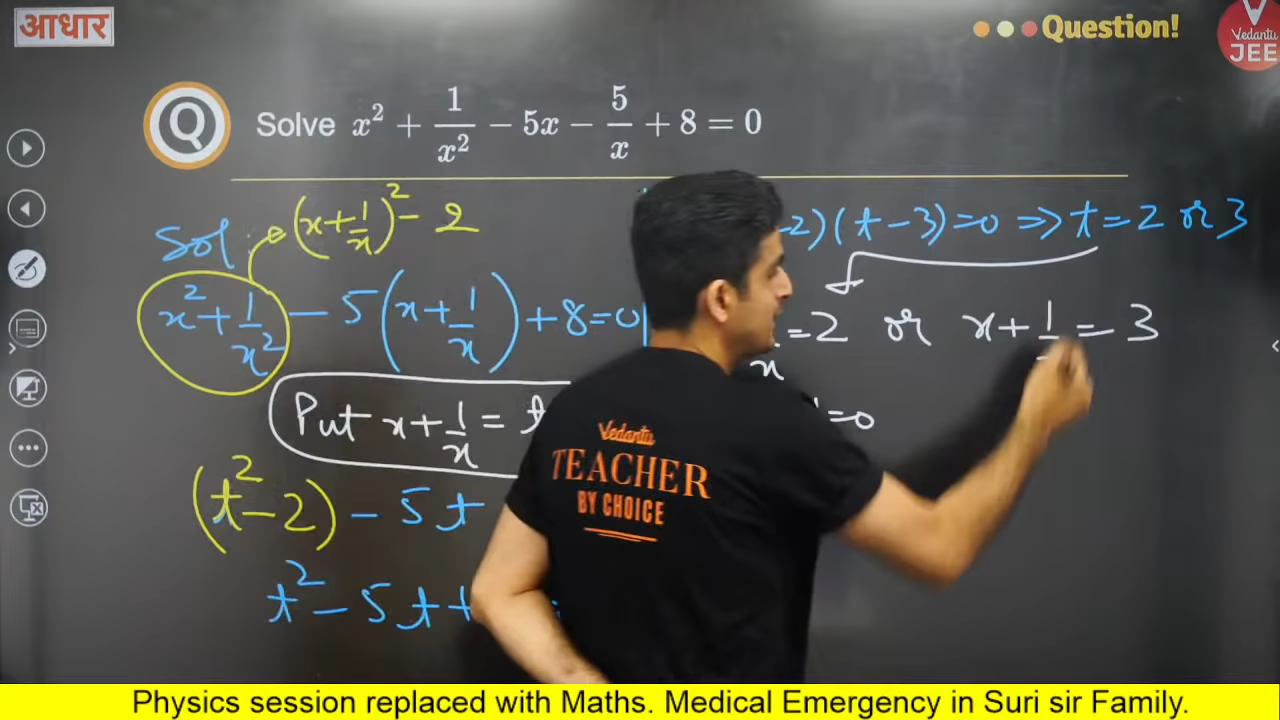 आधार
Question!
Vedantu
JEE
Q Solve x² + 1/x² − 5x − 5/x + 8 = 0
Sol
(x+1/x)² − 2
x² + 1/x² − 5(x+1/x) + 8=0
Put x+1/x = t
(t²−2) − 5t
t² − 5t +
−2)(t−3)=0 ⇒ t=2 or 3
x =2 or x+1/ = 3
=0
Vedantu
TEACHER
BY CHOICE
Physics session replaced with Maths. Medical Emergency in Suri sir Family.